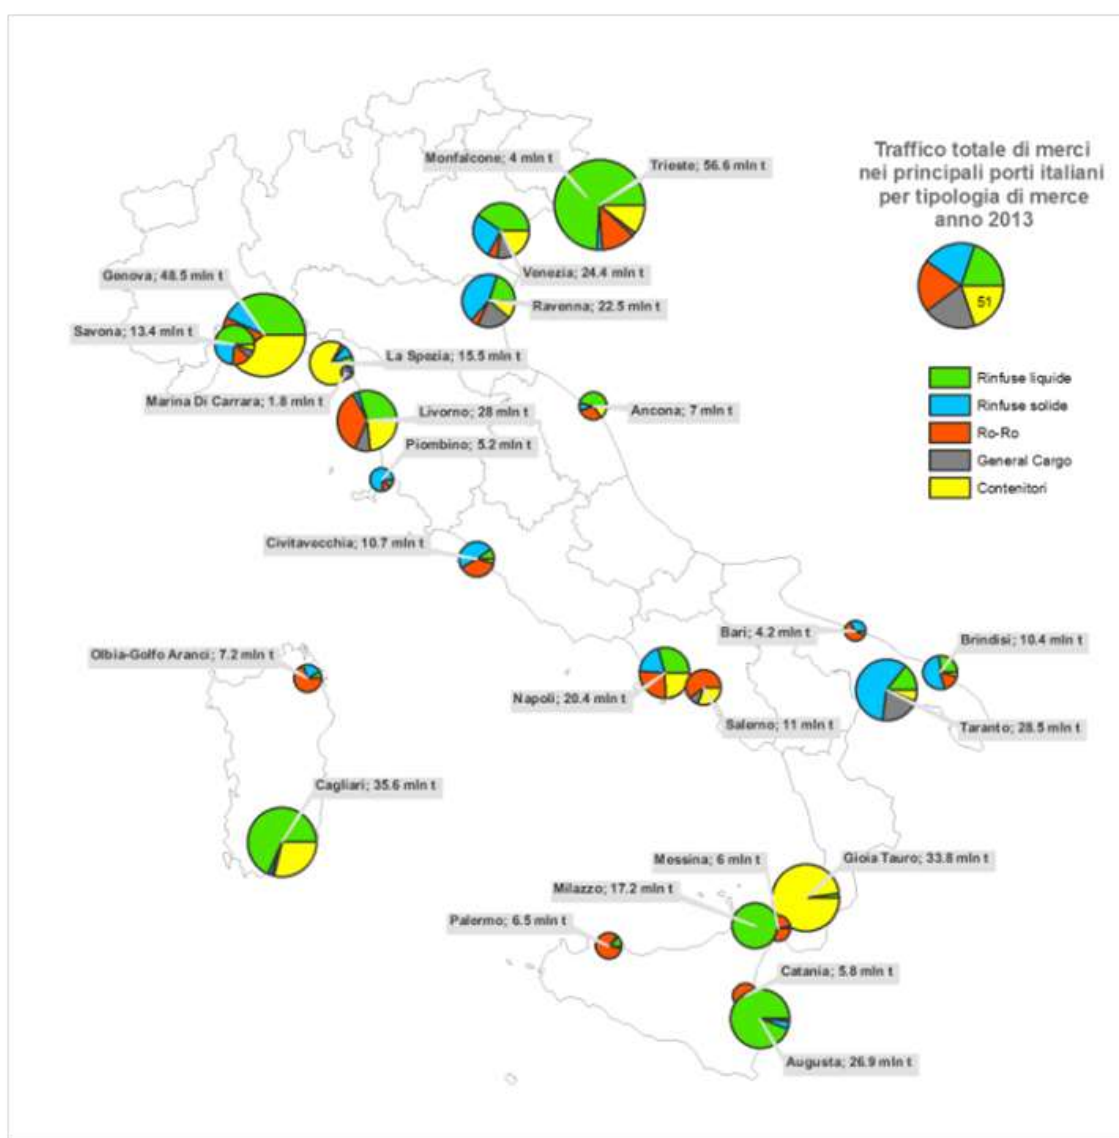 Monfalcone; 4 mln t
Trieste; 56.6 mln t
Traffico totale di merci
nei principali porti italiani
per tipologia di merce
anno 2013
Genova; 48.5 mln t
Venezia; 24.4 mln t
Ravenna; 22.5 mln t
51
Savona; 13.4 mln t
La Spezia; 15.5 mln t
Rinfuse liquide
Marina Di Carrara; 1.8 mln t
Rinfuse solide
Livorno; 28 mln t
Ancona; 7 mln t
Ro-Ro
Piombino; 5.2 mln t
General Cargo
Contenitori
Civitavecchia; 10.7 mln t
Bari; 4.2 mln t
Brindisi; 10.4 mln t
Olbia-Golfo Aranci; 7.2 mln t
Napoli; 20.4 mln t
Salerno; 11 mln t
Taranto; 28.5 mln t
Cagliari; 35.6 mln t
Messina; 6 mln t
Gioia Tauro; 33.8 mln t
Milazzo; 17.2 mln t
Palermo; 6.5 mln t
Catania; 5.8 mln t
Augusta; 26.9 mln t